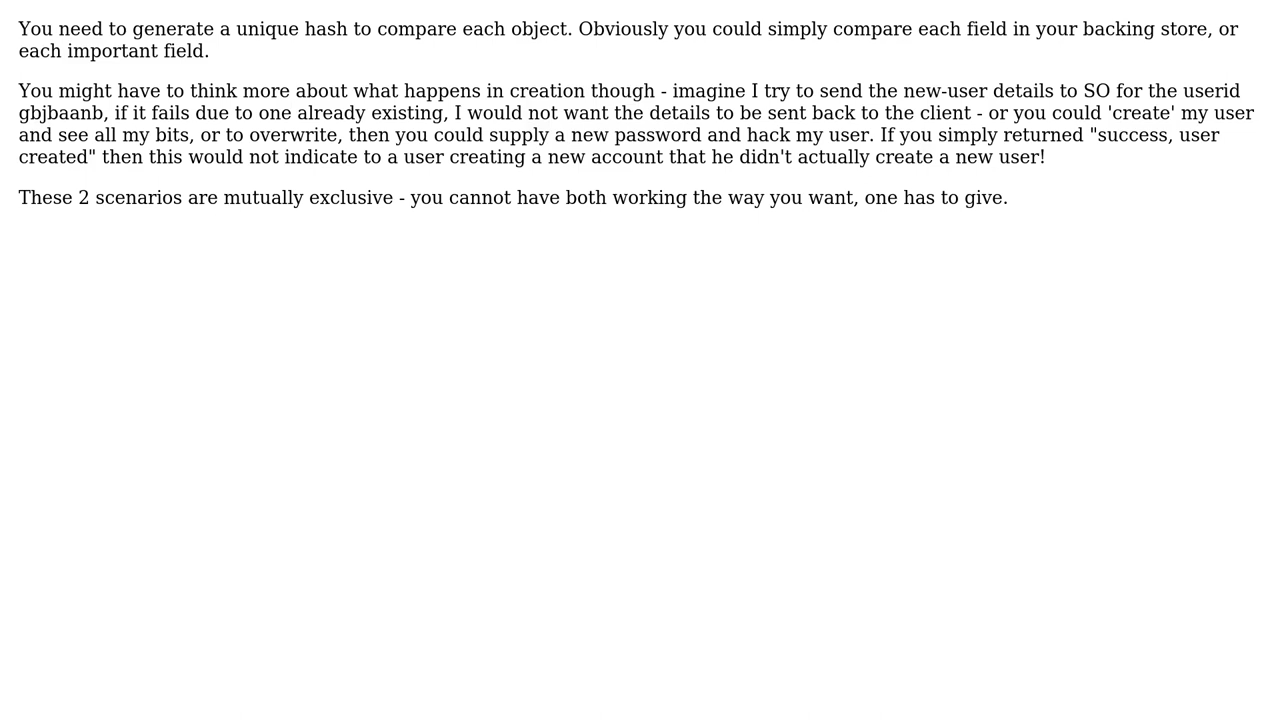 You need to generate a unique hash to compare each object. Obviously you could simply compare each field in your backing store, or
each important field.
You might have to think more about what happens in creation though - imagine I try to send the new-user details to SO for the userid
gbjbaanb, if it fails due to one already existing, I would not want the details to be sent back to the client - or you could 'create' my user
and see all my bits, or to overwrite, then you could supply a new password and hack my user. If you simply returned "success, user
created" then this would not indicate to a user creating a new account that he didn't actually create a new user!
These 2 scenarios are mutually exclusive - you cannot have both working the way you want, one has to give.